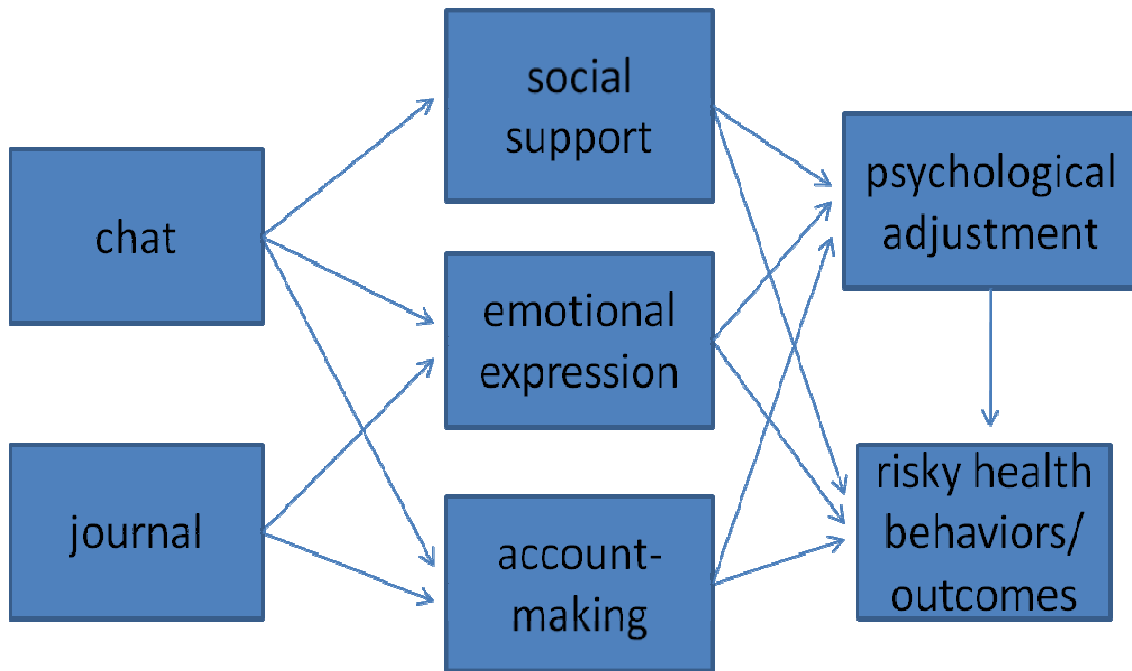 social
support
chat
emotional
expression
journal
account-
making
psychological
adjustment
risky health
behaviors/
outcomes